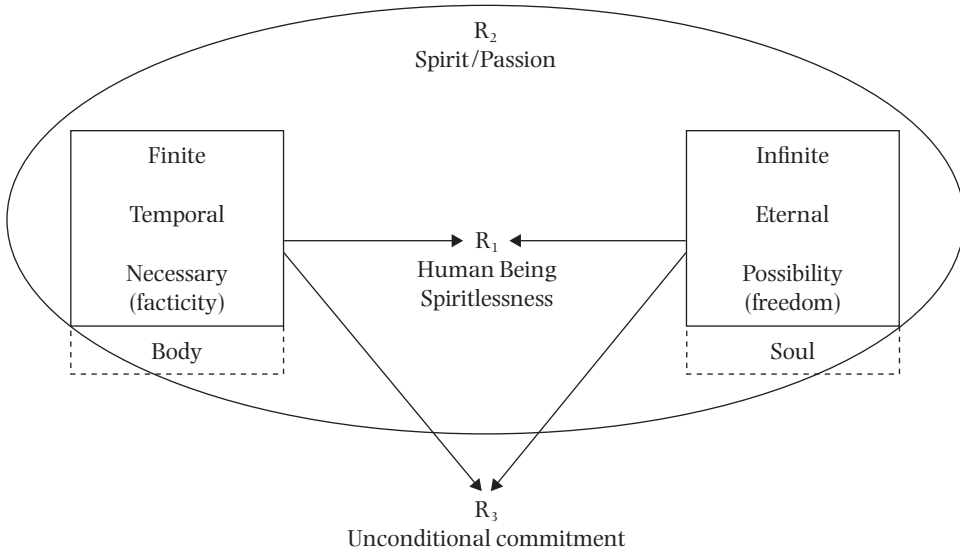 R₂
Spirit/Passion
Finite
Temporal
Necessary
(facticity)
Body
R₁
Human Being
Spiritlessness
Infinite
Eternal
Possibility
(freedom)
Soul
R₃
Unconditional commitment